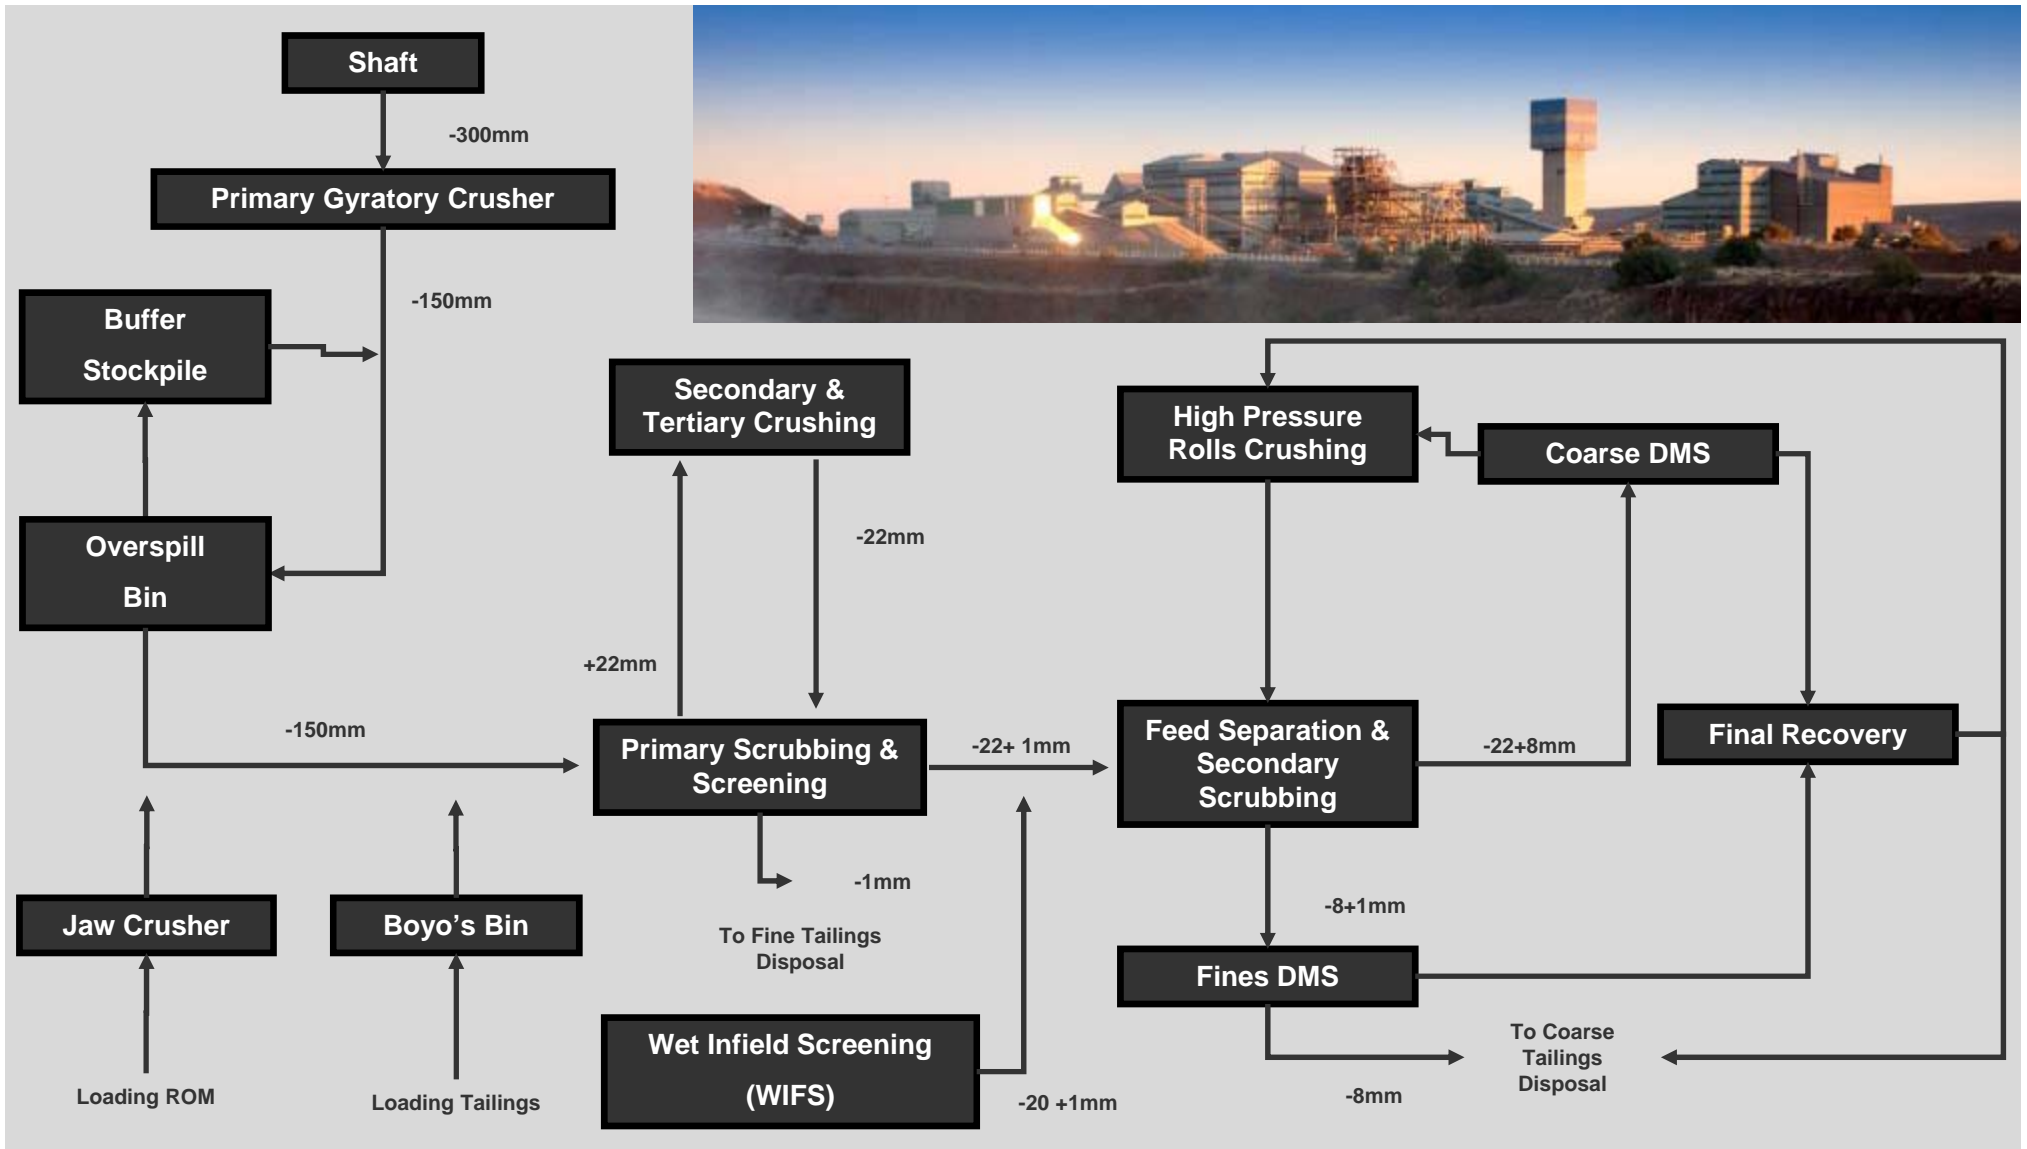 Shaft
-300mm
Primary Gyratory Crusher
-150mm
Buffer
Stockpile
Secondary &
Tertiary Crushing
High Pressure
Rolls Crushing
Coarse DMS
Overspill
Bin
-22mm
+22mm
-150mm
Primary Scrubbing &
Screening
-22+ 1mm
Feed Separation &
Secondary
Scrubbing
-22+8mm
Final Recovery
-1mm
To Fine Tailings
Disposal
Jaw Crusher
Boyo’s Bin
-8+1mm
Fines DMS
Wet Infield Screening
(WIFS)
-20 +1mm
To Coarse
Tailings
Disposal
-8mm
Loading ROM
Loading Tailings